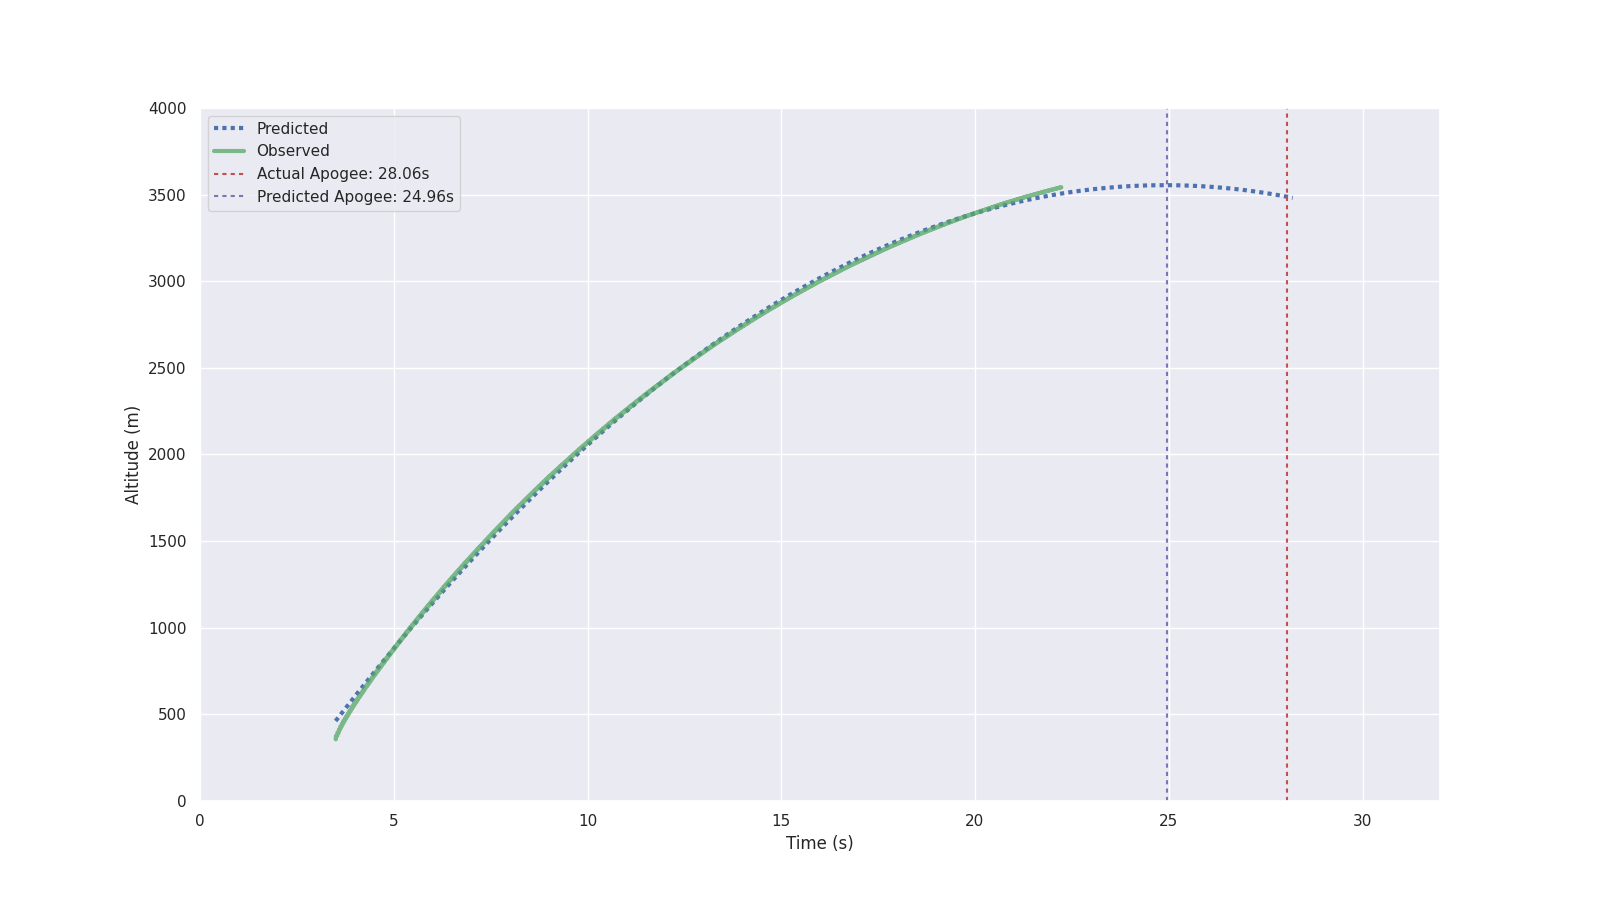 4000
3500
3000
2500
2000
1500
1000
500
0
Altitude (m)
Predicted
Observed
Actual Apogee: 28.06s
Predicted Apogee: 24.96s
0 5 10 15 20 25 30
Time (s)